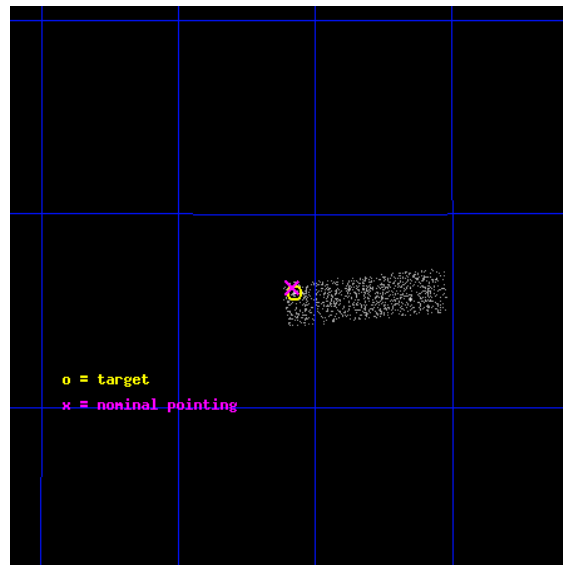 o = target
x = nominal pointing